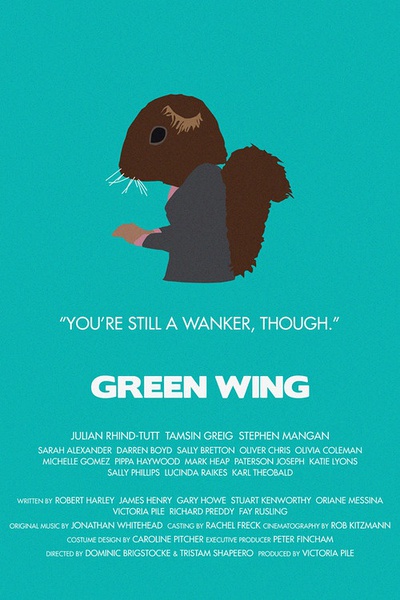 "YOU'RE STILL A WANKER, THOUGH."
GREEN WING
JULIAN RHIND-TUTT TAMSIN GREIG STEPHEN MANGAN
SARAH ALEXANDER DARREN BOYD SALLY BRETTON OLIVER CHRIS OLIVIA COLEMAN
MICHELLE GOMEZ PIPPA HAYWOOD MARK HEAP PATERSON JOSEPH KATIE LYONS
SALLY PHILLIPS LUCINDA RAIKES KARL THEOBALD
WRITTEN BY ROBERT HARLEY JAMES HENRY GARY HOWE STUART KENWORTHY ORIANE MESSINA
VICTORIA PILE RICHARD PREDDY FAY RUSLING
ORIGINAL MUSIC BY JONATHAN WHITEHEAD CASTING BY RACHEL FRECK CINEMATOGRAPHY BY ROB KITZMANN
COSTUME DESIGN BY CAROLINE PITCHER EXECUTIVE PRODUCER PETER FINCHAM
DIRECTED BY DOMINIC BRIGSTOCKE & TRISTAM SHAPEERO PRODUCED BY VICTORIA PILE